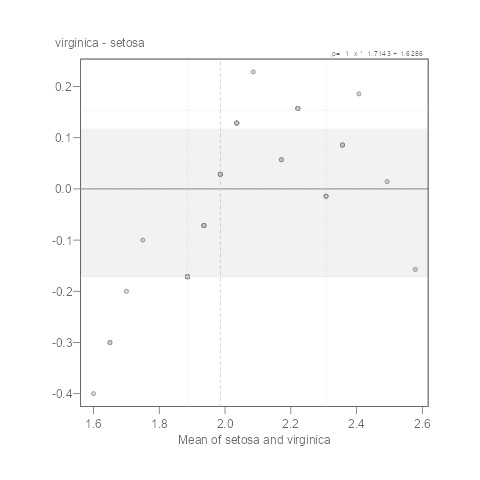 virginica - setosa
p= 1 x * 1.7143 + 1.6286
0.2
0.1
0.0
-0.1
-0.2
-0.3
-0.4
1.6 1.8 2.0 2.2 2.4 2.6
Mean of setosa and virginica